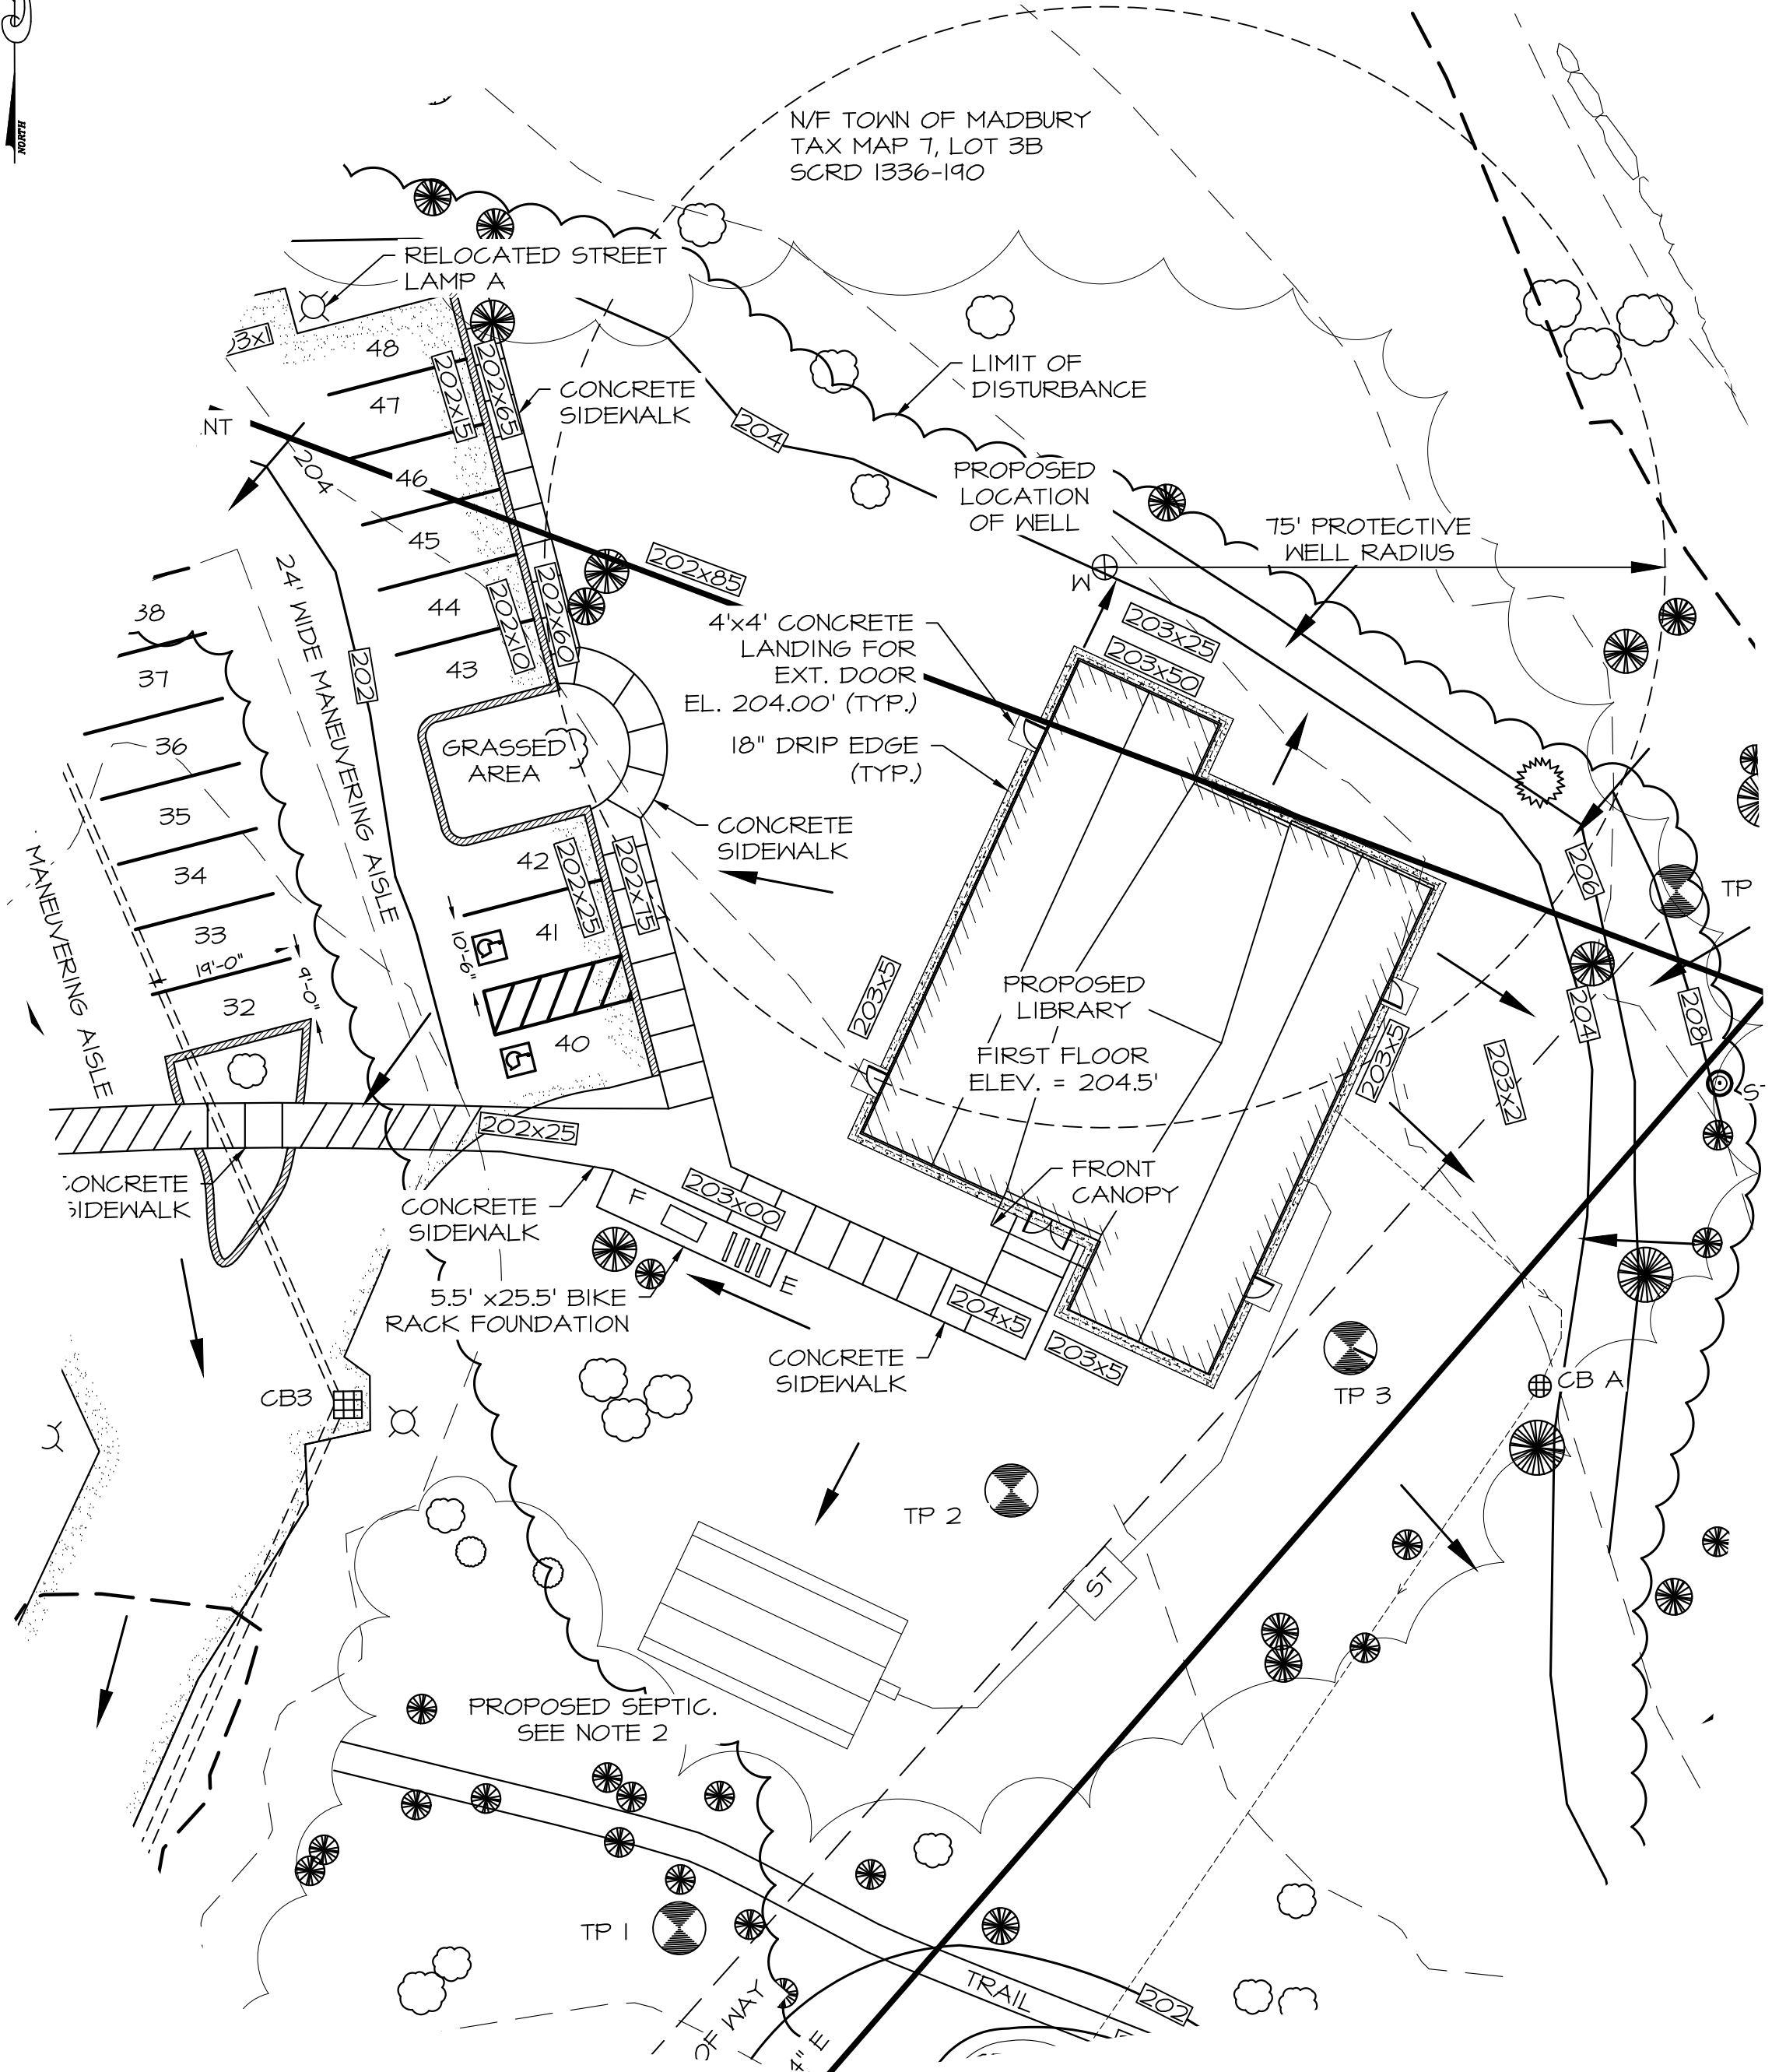 NORTH
N/F TOWN OF MADBURY
TAX MAP 7, LOT 3B
SCRD 1336-190
RELOCATED STREET
LAMP A
48
47
46
45
44
43
202x15
202x65
CONCRETE
SIDEWALK
LIMIT OF
DISTURBANCE
204
204
PROPOSED
LOCATION
OF WELL
75' PROTECTIVE
WELL RADIUS
W
202x85
202x10
202x60
24' WIDE MANEUVERING AISLE
202
38
37
36
35
34
33
19'-0"
9'-0"
32
MANEUVERING AISLE
4'x4' CONCRETE
LANDING FOR
EXT. DOOR
EL. 204.00' (TYP.)
18" DRIP EDGE
(TYP.)
203x25
203x50
GRASSED
AREA
CONCRETE
SIDEWALK
42
202x25
202x75
41
10'-6"
40
203x5
PROPOSED
LIBRARY
FIRST FLOOR
ELEV. = 204.5'
203x5
203x2
206
204
208
TP
FRONT
CANOPY
202x25
CONCRETE
SIDEWALK
CONCRETE
SIDEWALK
F
203x00
E
5.5' x25.5' BIKE
RACK FOUNDATION
204x5
203x5
CONCRETE
SIDEWALK
CB3
TP 3
CB A
TP 2
ST
PROPOSED SEPTIC.
SEE NOTE 2
TP 1
TRAIL
202
OF WAY
4" E